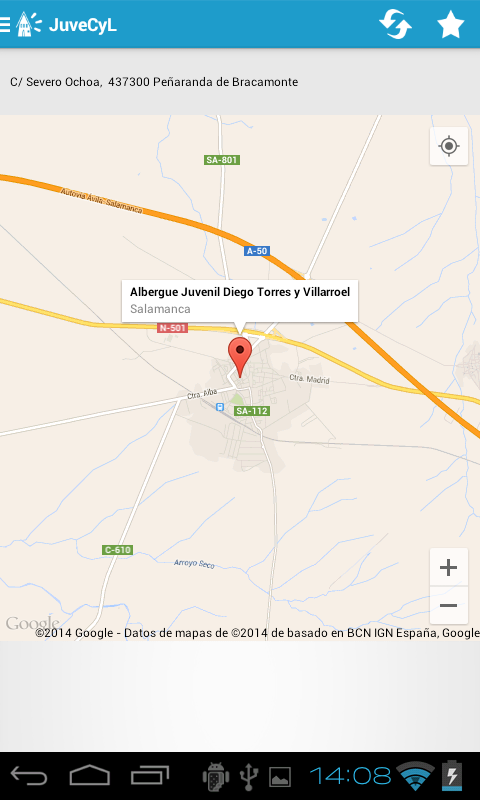 JuveCyL
C/ Severo Ochoa, 437300 Peñaranda de Bracamonte
SA-801
Autovía Ávila, Salamanca
A-50
Albergue Juvenil Diego Torres y Villarroel
Salamanca
N-501
Ctra. Madrid
Ctra. Alba
SA-112
C-610
Arroyo Seco
+
−
Google
©2014 Google - Datos de mapas de ©2014 de basado en BCN IGN España, Google
14:08